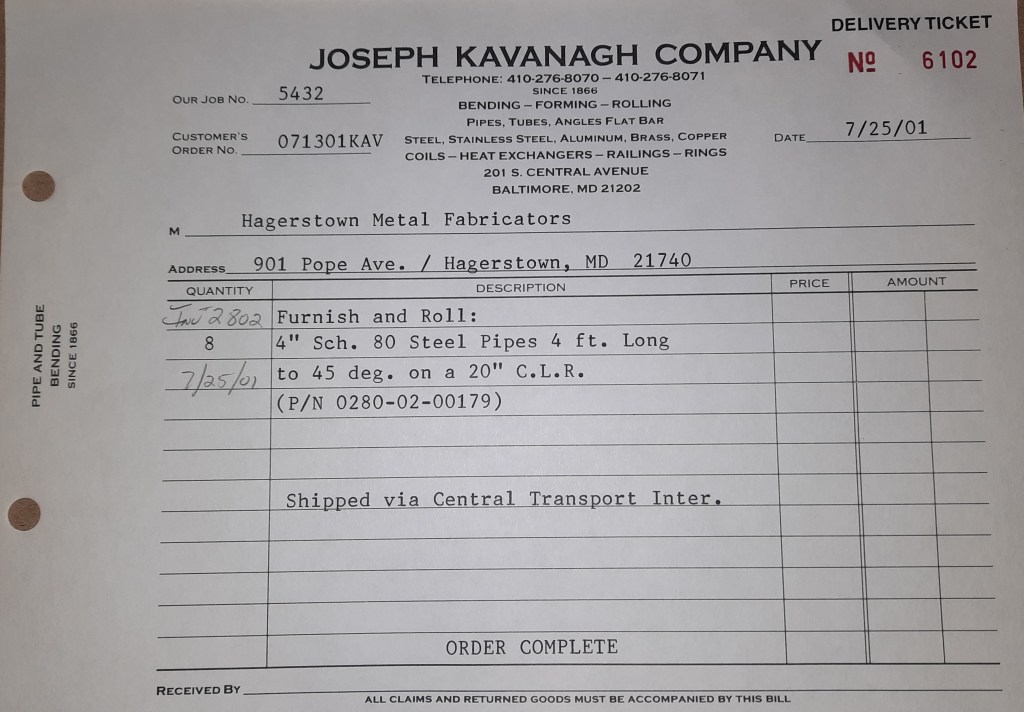 DELIVERY TICKET
JOSEPH KAVANAGH COMPANY
Nº 6102
TELEPHONE: 410-276-8070 – 410-276-8071
SINCE 1866
OUR JOB NO. 5432
BENDING – FORMING – ROLLING
PIPES, TUBES, ANGLES FLAT BAR
CUSTOMER'S ORDER NO. 071301KAV
STEEL, STAINLESS STEEL, ALUMINUM, BRASS, COPPER
DATE 7/25/01
COILS – HEAT EXCHANGERS – RAILINGS – RINGS
201 S. CENTRAL AVENUE
BALTIMORE, MD 21202
M Hagerstown Metal Fabricators
ADDRESS 901 Pope Ave. / Hagerstown, MD 21740
QUANTITY DESCRIPTION PRICE AMOUNT
Inv 2802 Furnish and Roll:
8 4" Sch. 80 Steel Pipes 4 ft. Long
7/25/01 to 45 deg. on a 20" C.L.R.
(P/N 0280-02-00179)
Shipped via Central Transport Inter.
ORDER COMPLETE
RECEIVED BY
ALL CLAIMS AND RETURNED GOODS MUST BE ACCOMPANIED BY THIS BILL
PIPE AND TUBE
BENDING
SINCE 1866